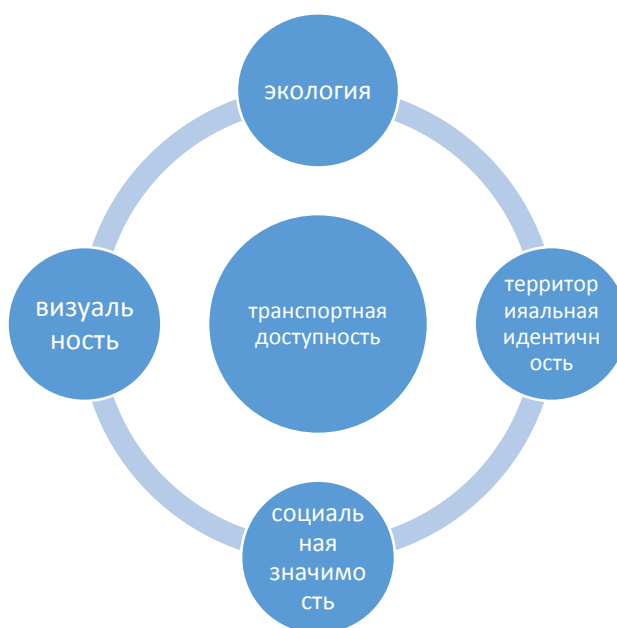 экология
визуаль
ность
транспортная
доступность
территор
ияальная
идентичн
ость
социаль
ная
значимо
сть